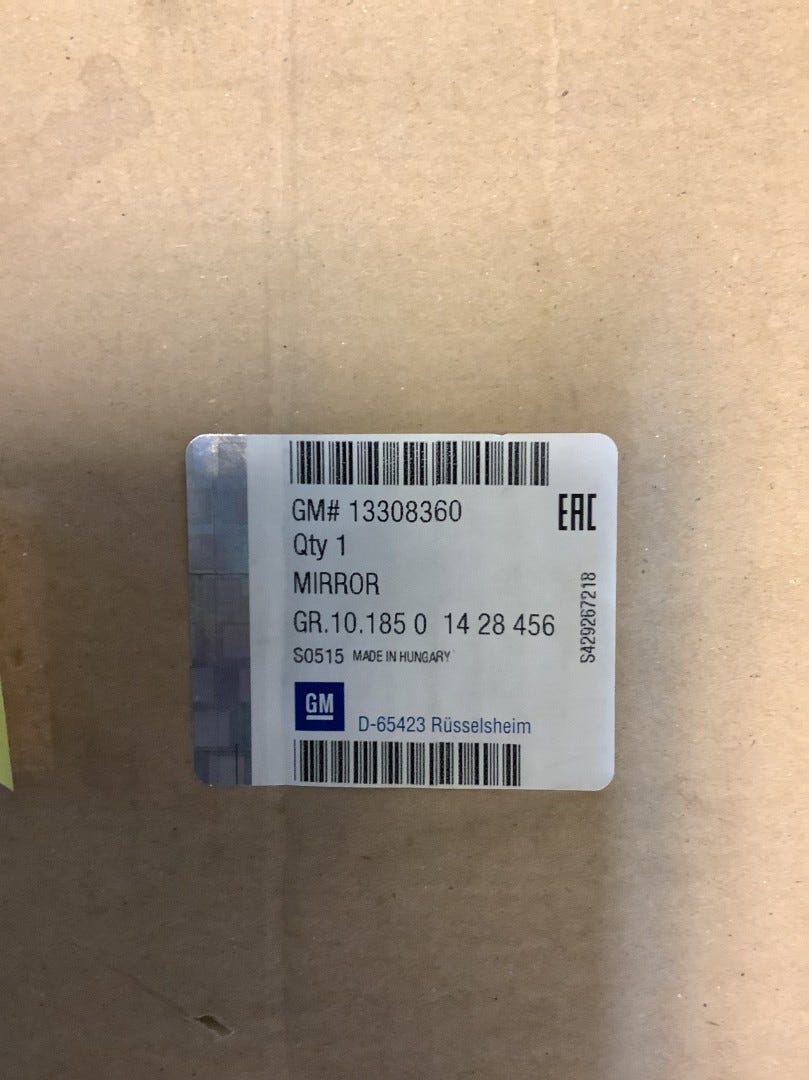 GM# 13308360
EAC
Qty 1
MIRROR
GR.10.185 0 14 28 456
S0515 MADE IN HUNGARY
S429267218
GM
D-65423 Rüsselsheim